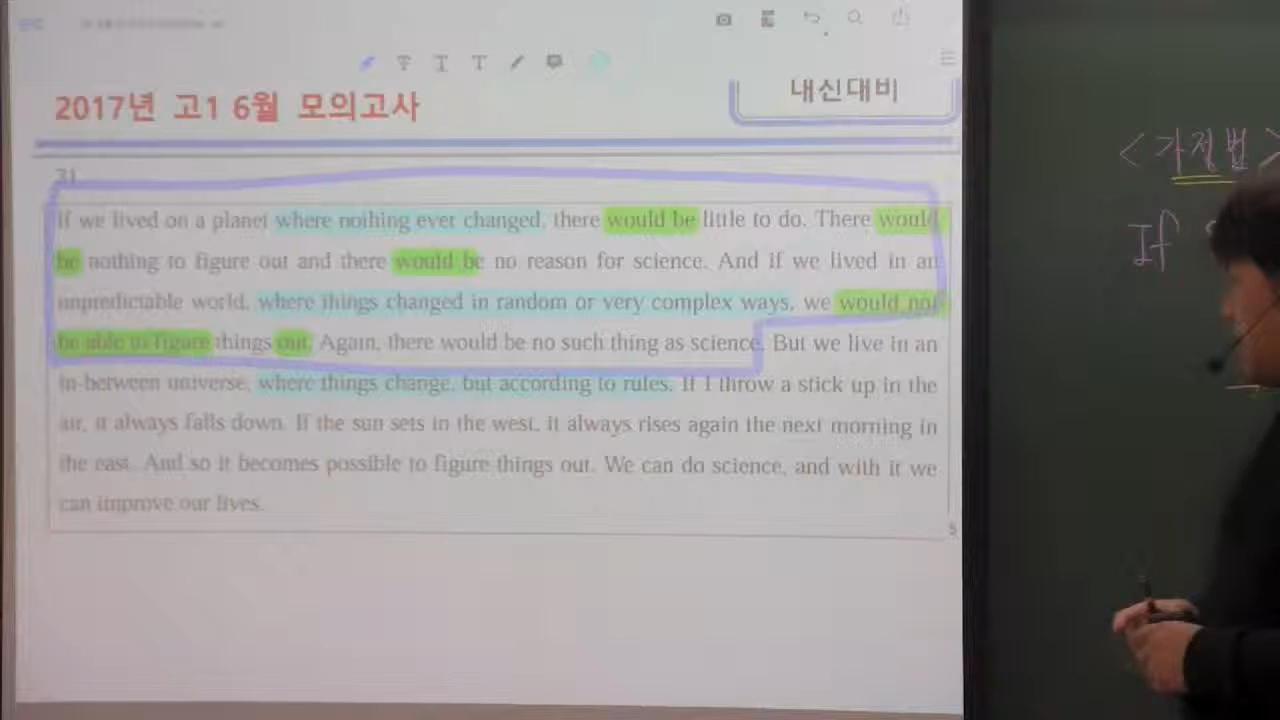 2017년 고1 6월 모의고사
내신대비
31
If we lived on a planet where nothing ever changed, there would be little to do. There would
be nothing to figure out and there would be no reason for science. And if we lived in an
unpredictable world, where things changed in random or very complex ways, we would not
be able to figure things out. Again, there would be no such thing as science. But we live in an
in-between universe, where things change, but according to rules. If I throw a stick up in the
air, it always falls down. If the sun sets in the west, it always rises again the next morning in
the east. And so it becomes possible to figure things out. We can do science, and with it we
can improve our lives.
5
<가정법>
If